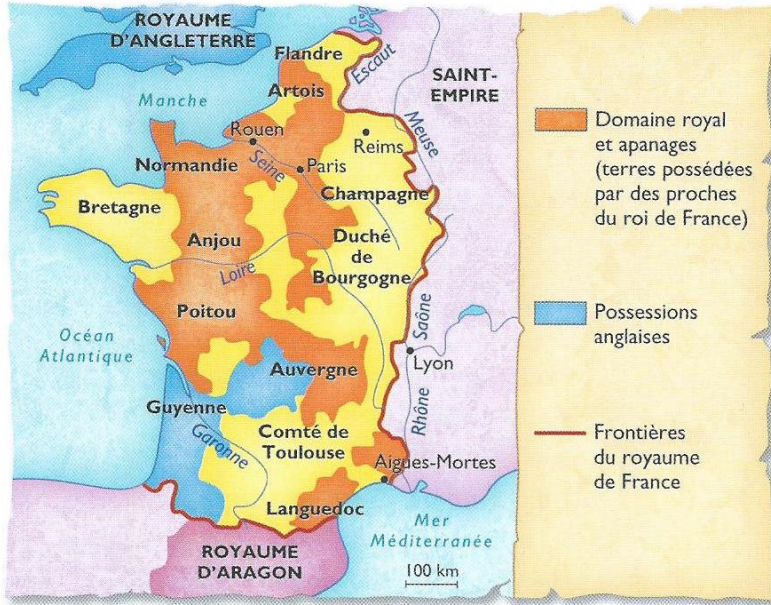 ROYAUME
D'ANGLETERRE
Flandre
Escaut
SAINT-
EMPIRE
Artois
Manche
Meuse
Rouen
Reims
Normandie
Seine
Paris
Champagne
Bretagne
Anjou
Duché
de
Bourgogne
Loire
Poitou
Saône
Océan
Atlantique
Lyon
Auvergne
Guyenne
Rhône
Garonne
Comté de
Toulouse
Aigues-Mortes
Languedoc
Mer
Méditerranée
ROYAUME
D'ARAGON
100 km
Domaine royal
et apanages
(terres possédées
par des proches
du roi de France)
Possessions
anglaises
Frontières
du royaume
de France